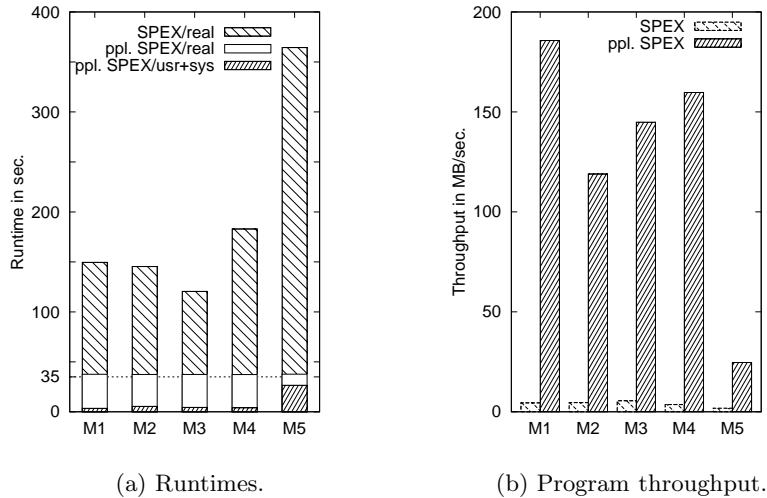 SPEX/real
ppl. SPEX/real
ppl. SPEX/usr+sys
Runtime in sec.
400
300
200
100
35
0
M1 M2 M3 M4 M5
(a) Runtimes.
SPEX
ppl. SPEX
Throughput in MB/sec.
200
150
100
50
0
M1 M2 M3 M4 M5
(b) Program throughput.